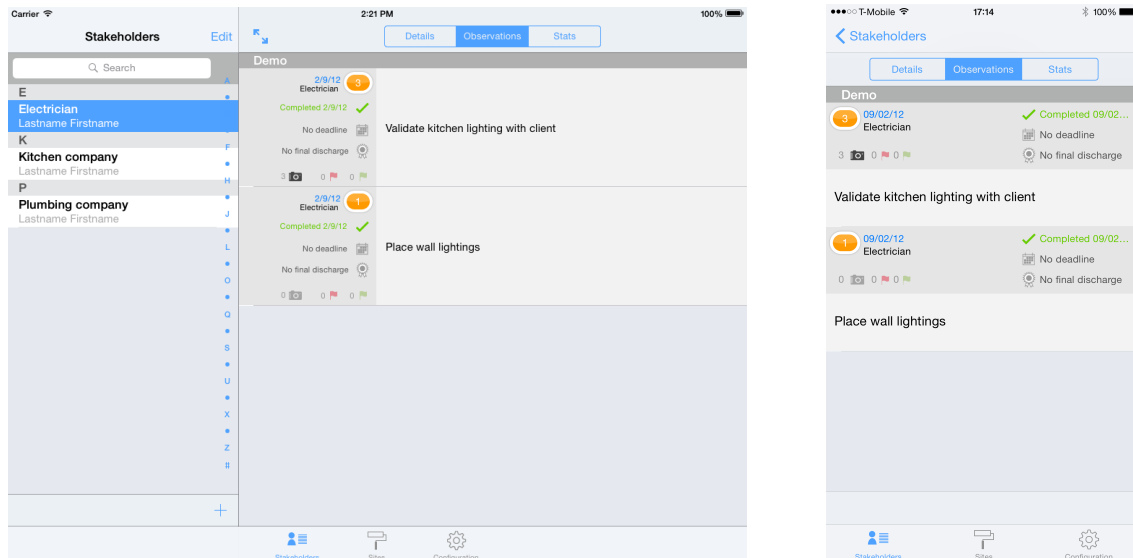 Carrier 2:21 PM 100%
Stakeholders Edit
Details Observations Stats
Search
Demo
E
Electrician
Lastname Firstname
K
Kitchen company
Lastname Firstname
P
Plumbing company
Lastname Firstname
A
F
H
J
L
O
Q
S
U
X
Z
#
+
2/9/12 3
Electrician
Completed 2/9/12
No deadline
No final discharge
3 0 0
Validate kitchen lighting with client
2/9/12 1
Electrician
Completed 2/9/12
No deadline
No final discharge
0 0 0
Place wall lightings
Stakeholders Sites Configuration
T-Mobile 17:14 100%
Stakeholders
Details Observations Stats
Demo
3 09/02/12 Completed 09/02...
Electrician No deadline
3 0 0 No final discharge
Validate kitchen lighting with client
1 09/02/12 Completed 09/02...
Electrician No deadline
0 0 0 No final discharge
Place wall lightings
Stakeholders Sites Configuration